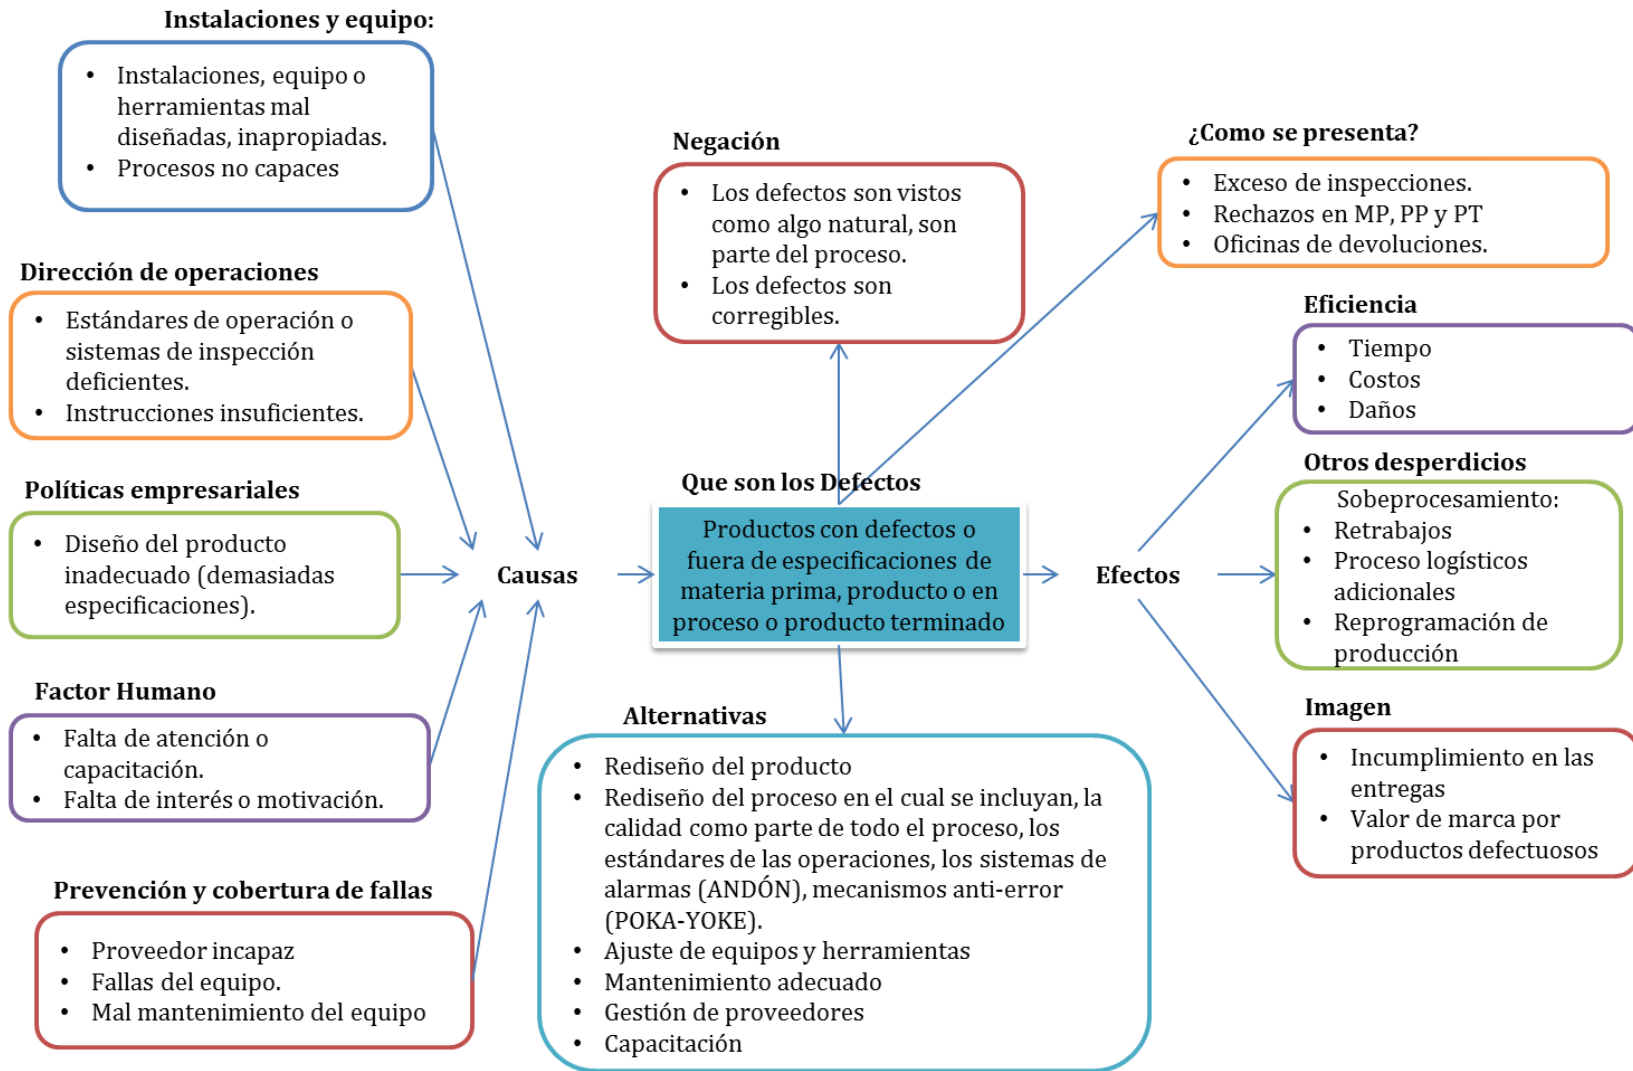 Instalaciones y equipo:
• Instalaciones, equipo o
herramientas mal
diseñadas, inapropiadas.
• Procesos no capaces
Dirección de operaciones
• Estándares de operación o
sistemas de inspección
deficientes.
• Instrucciones insuficientes.
Políticas empresariales
• Diseño del producto
inadecuado (demasiadas
especificaciones).
Factor Humano
• Falta de atención o
capacitación.
• Falta de interés o motivación.
Prevención y cobertura de fallas
• Proveedor incapaz
• Fallas del equipo.
• Mal mantenimiento del equipo
Causas
Negación
• Los defectos son vistos
como algo natural, son
parte del proceso.
• Los defectos son
corregibles.
Que son los Defectos
Productos con defectos o
fuera de especificaciones de
materia prima, producto o en
proceso o producto terminado
Alternativas
• Rediseño del producto
• Rediseño del proceso en el cual se incluyan, la
calidad como parte de todo el proceso, los
estándares de las operaciones, los sistemas de
alarmas (ANDÓN), mecanismos anti-error
(POKA-YOKE).
• Ajuste de equipos y herramientas
• Mantenimiento adecuado
• Gestión de proveedores
• Capacitación
¿Como se presenta?
• Exceso de inspecciones.
• Rechazos en MP, PP y PT
• Oficinas de devoluciones.
Efectos
Eficiencia
• Tiempo
• Costos
• Daños
Otros desperdicios
Sobeprocesamiento:
• Retrabajos
• Proceso logísticos
adicionales
• Reprogramación de
producción
Imagen
• Incumplimiento en las
entregas
• Valor de marca por
productos defectuosos